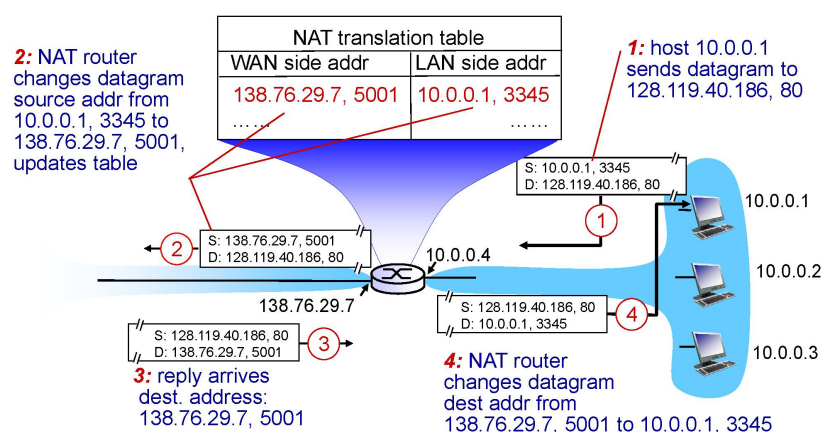 NAT translation table
WAN side addr LAN side addr
138.76.29.7, 5001 10.0.0.1, 3345
…… ……
2: NAT router
changes datagram
source addr from
10.0.0.1, 3345 to
138.76.29.7, 5001,
updates table
1: host 10.0.0.1
sends datagram to
128.119.40.186, 80
S: 10.0.0.1, 3345
D: 128.119.40.186, 80
1
10.0.0.1
2
S: 138.76.29.7, 5001
D: 128.119.40.186, 80
10.0.0.4
10.0.0.2
138.76.29.7
S: 128.119.40.186, 80
D: 10.0.0.1, 3345
4
S: 128.119.40.186, 80
D: 138.76.29.7, 5001
3
10.0.0.3
3: reply arrives
dest. address:
138.76.29.7, 5001
4: NAT router
changes datagram
dest addr from
138.76.29.7, 5001 to 10.0.0.1, 3345